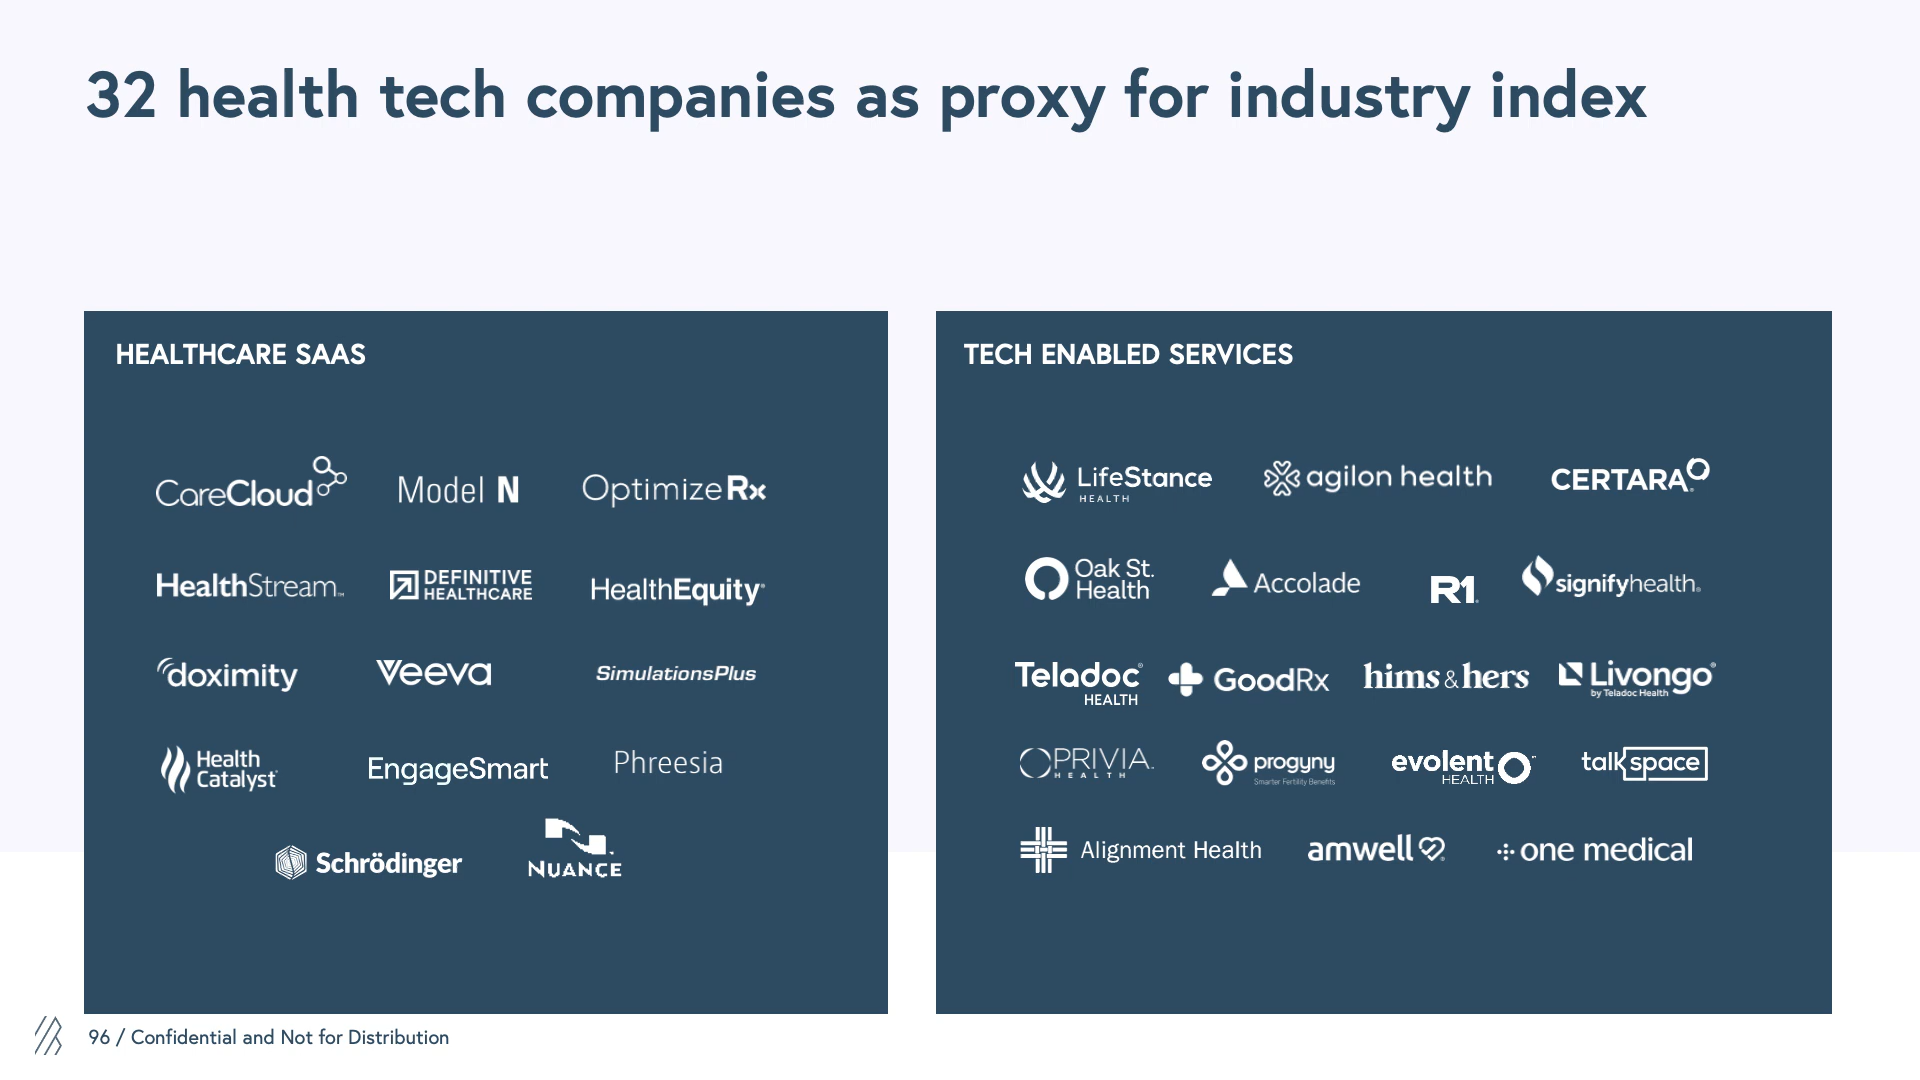 32 health tech companies as proxy for industry index
HEALTHCARE SAAS
CareCloud
Model N
OptimizeRx
HealthStream™
DEFINITIVE
HEALTHCARE
HealthEquity®
doximity
Veeva
SimulationsPlus
Health
Catalyst
EngageSmart
Phreesia
Schrödinger
NUANCE
TECH ENABLED SERVICES
LifeStance
HEALTH
agilon health
CERTARA
Oak St.
Health
Accolade
R1
signifyhealth®
Teladoc®
HEALTH
GoodRx
hims & hers
Livongo®
by Teladoc Health
PRIVIA
HEALTH
progyny
Smarter Fertility Benefits
evolent
HEALTH
talkspace
Alignment Health
amwell
one medical
96 / Confidential and Not for Distribution